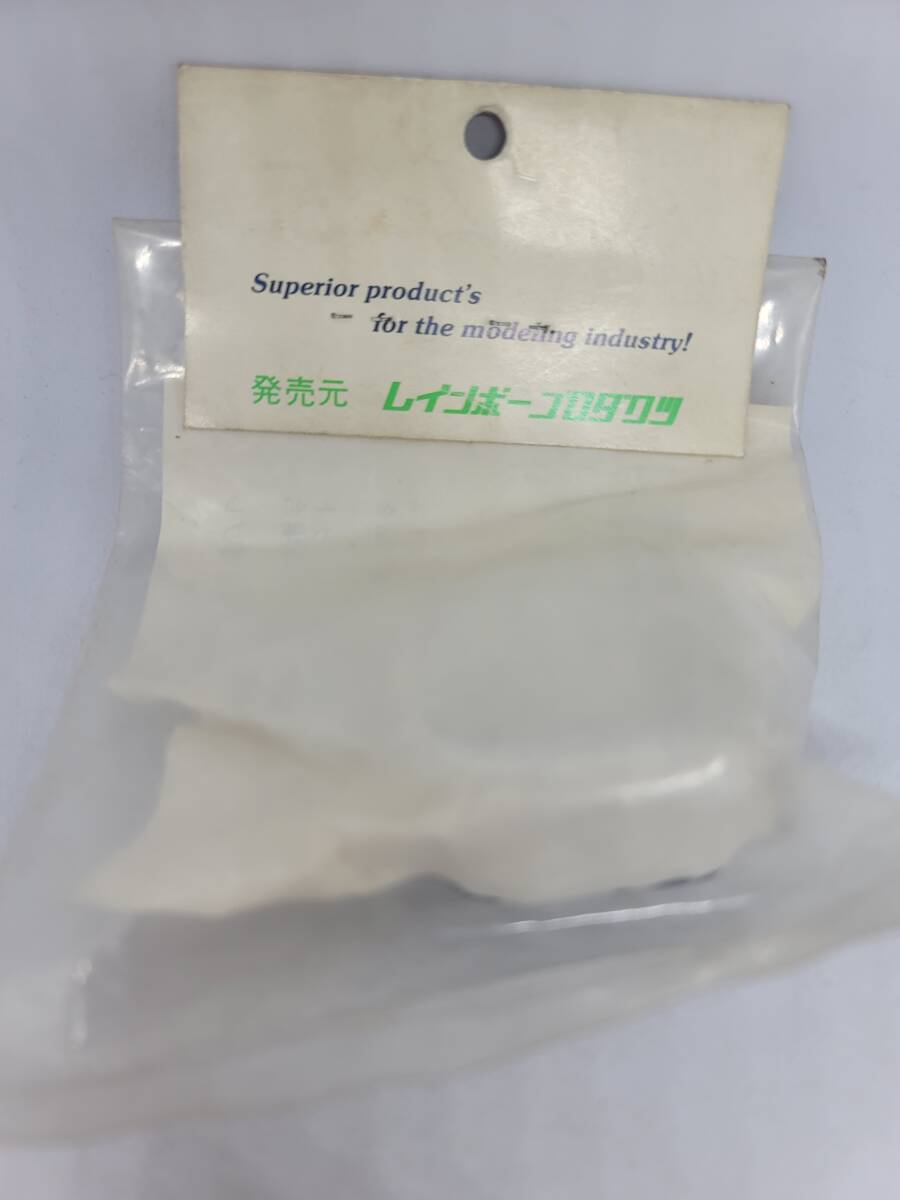 Superior product's
for the modeling industry!
発売元 レインボープロダクツ